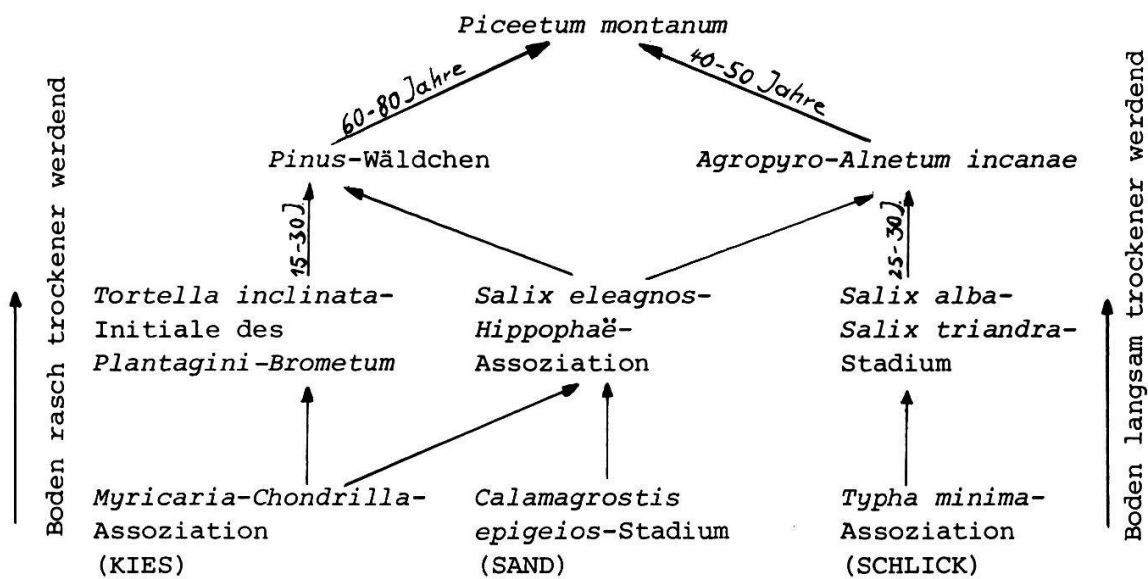 Piceetum montanum
60-80 Jahre
40-50 Jahre
Pinus-Wäldchen
Agropyro-Alnetum incanae
15-30 J.
25-30 J.
Tortella inclinata-
Initiale des
Plantagini-Brometum
Salix eleagnos-
Hippophaë-
Assoziation
Salix alba-
Salix triandra-
Stadium
Myricaria-Chondrilla-
Assoziation
(KIES)
Calamagrostis
epigeios-Stadium
(SAND)
Typha minima-
Assoziation
(SCHLICK)
Boden rasch trockener werdend
Boden langsam trockener werdend